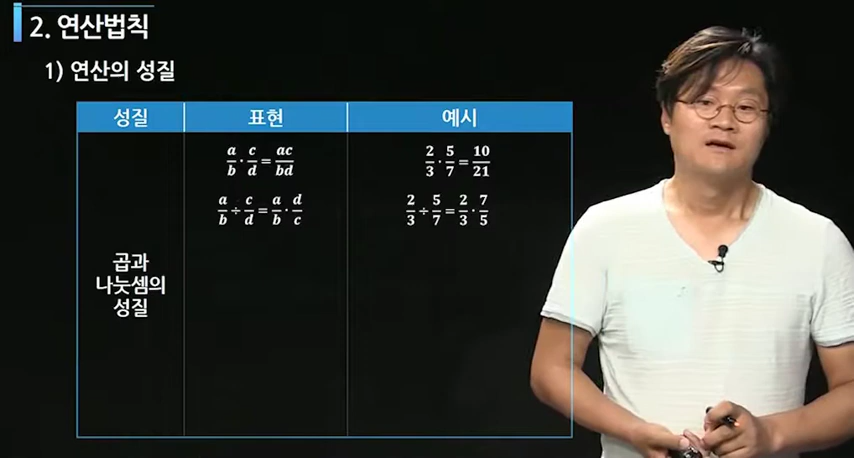 2. 연산법칙
1) 연산의 성질
성질 표현 예시
곱과
나눗셈의
성질
a/b · c/d = ac/bd
2/3 · 5/7 = 10/21
a/b ÷ c/d = a/b · d/c
2/3 ÷ 5/7 = 2/3 · 7/5